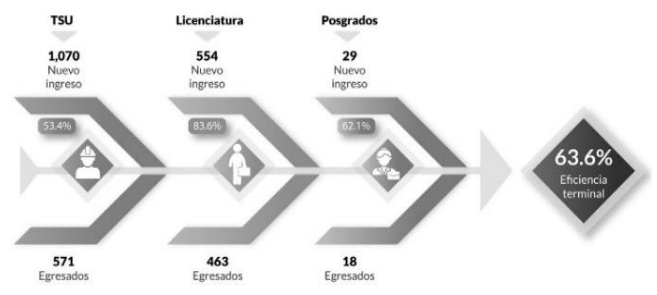 TSU
1,070
Nuevo
ingreso
53.4%
571
Egresados
Licenciatura
554
Nuevo
ingreso
83.6%
463
Egresados
Posgrados
29
Nuevo
ingreso
62.1%
18
Egresados
63.6%
Eficiencia
terminal